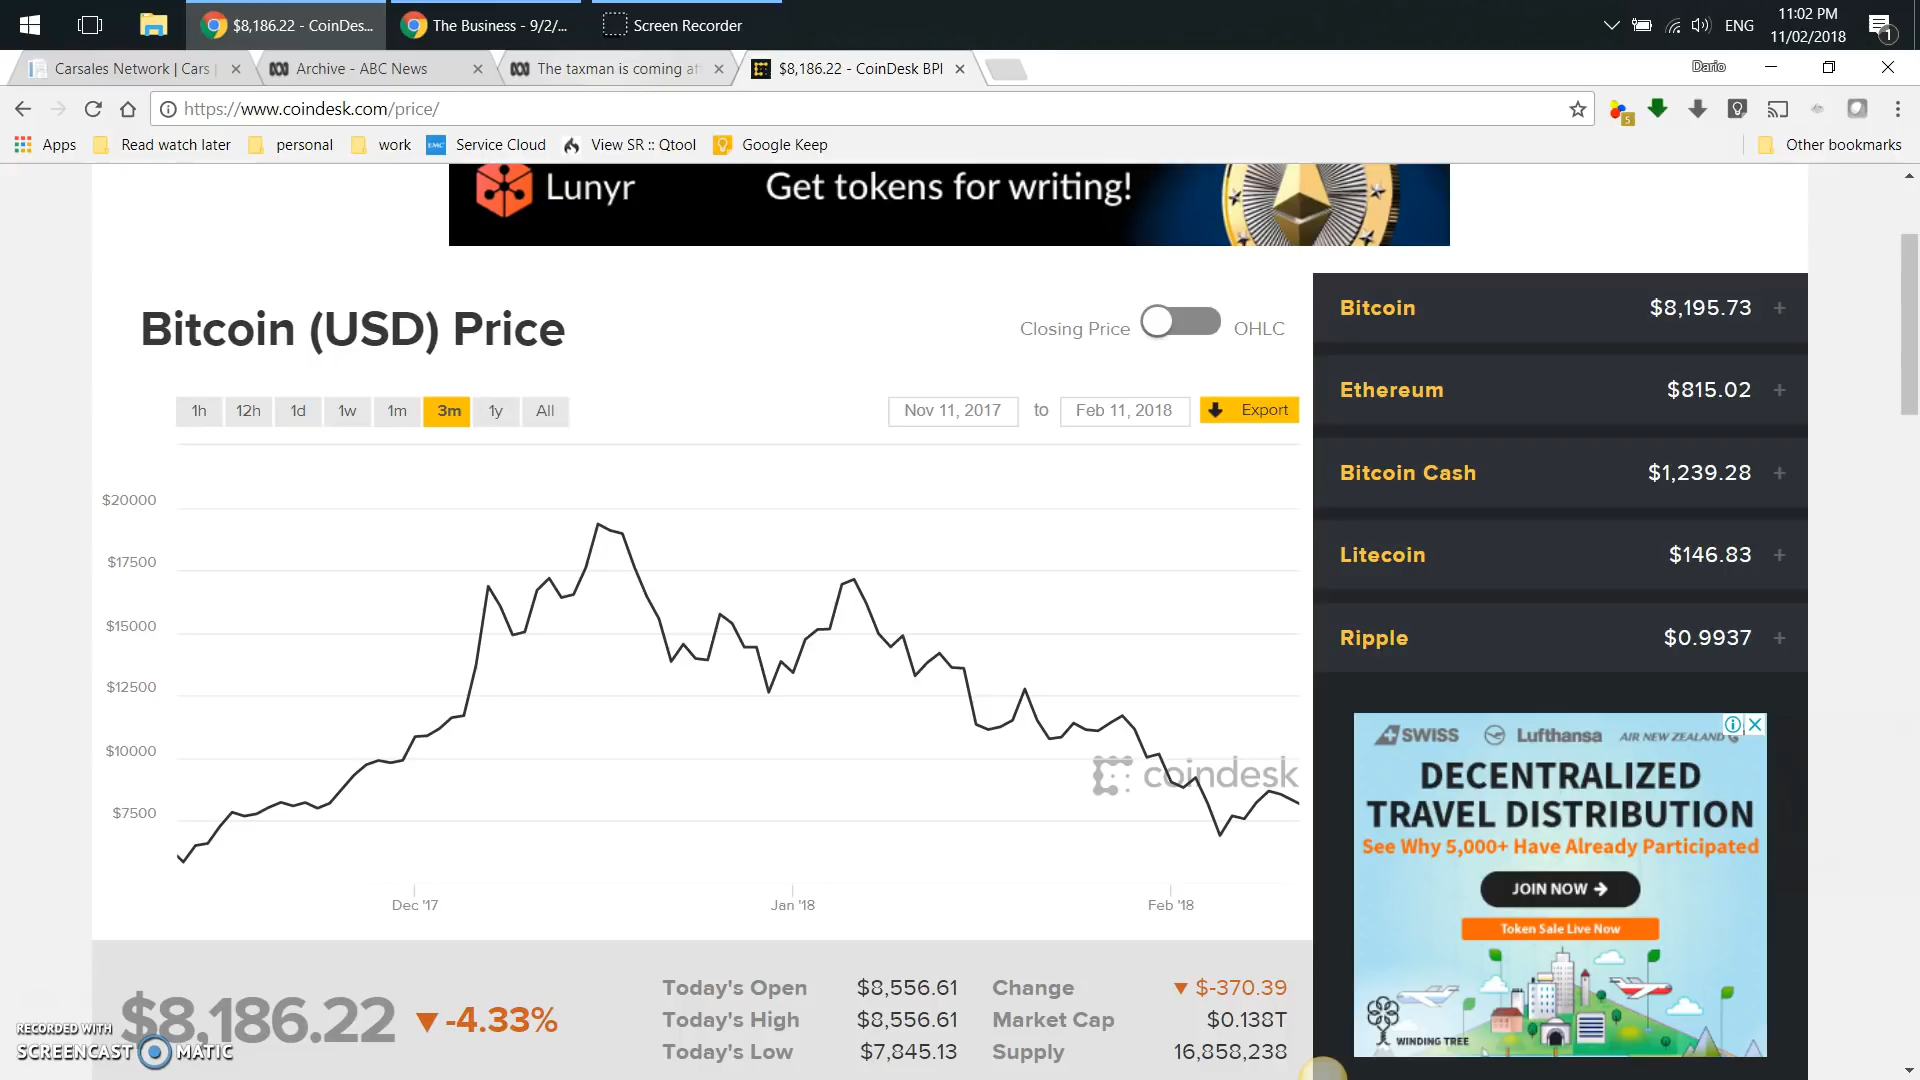 $8,186.22 - CoinDes...
The Business - 9/2/...
Screen Recorder
ENG
11:02 PM
11/02/2018
1
Carsales Network | Cars |
Archive - ABC News
The taxman is coming af
$8,186.22 - CoinDesk BPI
Dario
https://www.coindesk.com/price/
5
Apps
Read watch later
personal
work
EMC
Service Cloud
View SR :: Qtool
Google Keep
Other bookmarks
Lunyr
Get tokens for writing!
Bitcoin (USD) Price
Closing Price
OHLC
1h
12h
1d
1w
1m
3m
1y
All
Nov 11, 2017
to
Feb 11, 2018
Export
$20000
$17500
$15000
$12500
$10000
$7500
Dec '17
Jan '18
Feb '18
coindesk
Bitcoin $8,195.73 +
Ethereum $815.02 +
Bitcoin Cash $1,239.28 +
Litecoin $146.83 +
Ripple $0.9937 +
SWISS
Lufthansa
AIR NEW ZEALAND
DECENTRALIZED
TRAVEL DISTRIBUTION
See Why 5,000+ Have Already Participated
JOIN NOW
Token Sale Live Now
WINDING TREE
$8,186.22
-4.33%
Today's Open $8,556.61
Today's High $8,556.61
Today's Low $7,845.13
Change $-370.39
Market Cap $0.138T
Supply 16,858,238
RECORDED WITH
SCREENCAST MATIC